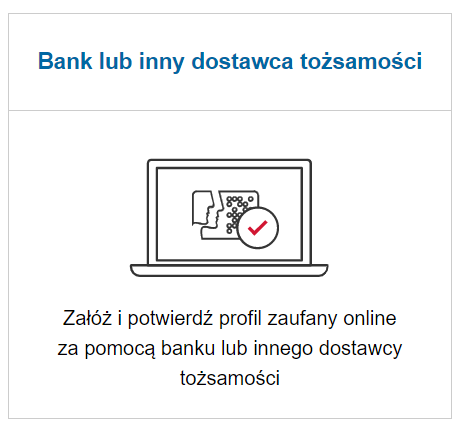 Bank lub inny dostawca tożsamości
Załóż i potwierdź profil zaufany online
za pomocą banku lub innego dostawcy
tożsamości